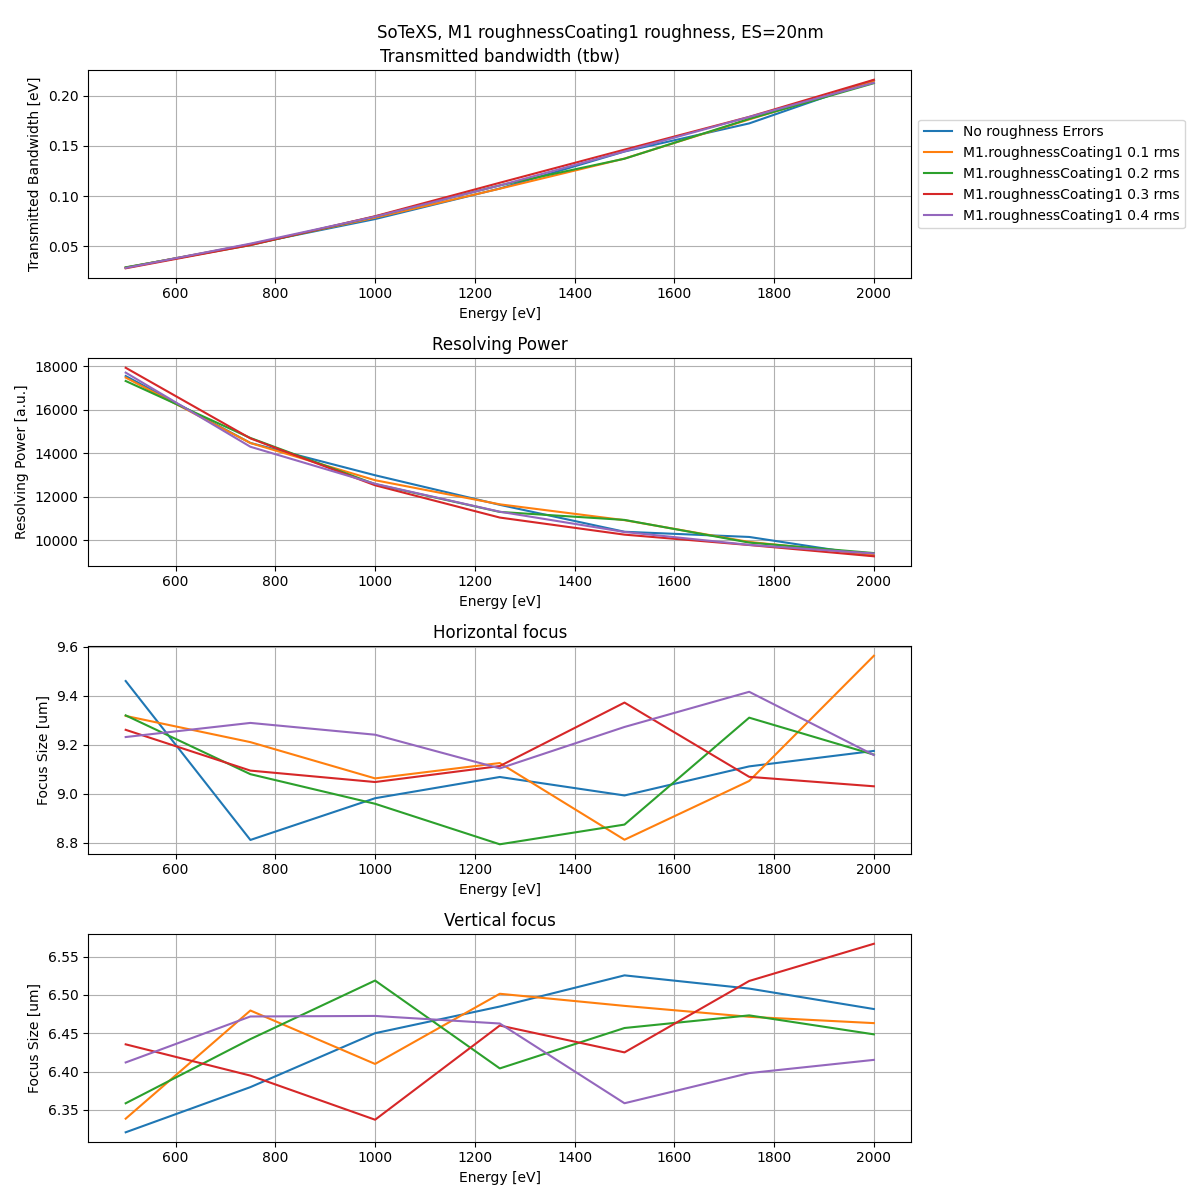 SoTeXS, M1 roughnessCoating1 roughness, ES=20nm
Transmitted bandwidth (tbw)
Transmitted Bandwidth [eV]
0.20
0.15
0.10
0.05
600 800 1000 1200 1400 1600 1800 2000
Energy [eV]
No roughness Errors
M1.roughnessCoating1 0.1 rms
M1.roughnessCoating1 0.2 rms
M1.roughnessCoating1 0.3 rms
M1.roughnessCoating1 0.4 rms
Resolving Power
Resolving Power [a.u.]
18000
16000
14000
12000
10000
600 800 1000 1200 1400 1600 1800 2000
Energy [eV]
Horizontal focus
Focus Size [um]
9.6
9.4
9.2
9.0
8.8
600 800 1000 1200 1400 1600 1800 2000
Energy [eV]
Vertical focus
Focus Size [um]
6.55
6.50
6.45
6.40
6.35
600 800 1000 1200 1400 1600 1800 2000
Energy [eV]